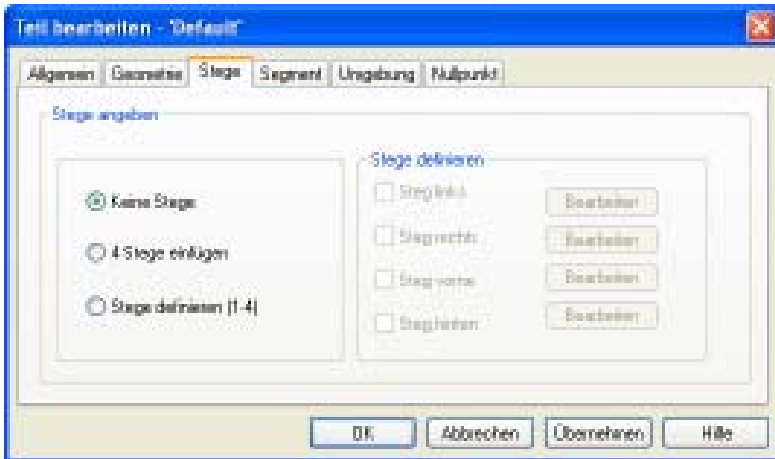 Teil bearbeiten - "Default"
Allgemein Geometrie Stege Segment Umgebung Nullpunkt
Stege angeben
Keine Stege
4 Stege einfügen
Stege definieren (1-4)
Stege definieren
Steg links Bearbeiten
Steg rechts Bearbeiten
Steg vorne Bearbeiten
Steg hinten Bearbeiten
OK Abbrechen Übernehmen Hilfe